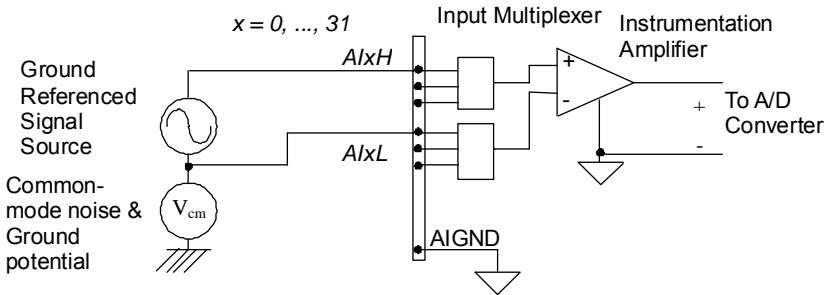 x = 0, ..., 31
Input Multiplexer
Instrumentation
Amplifier
AIxH
Ground
Referenced
Signal
Source
+
-
+
To A/D
Converter
-
AIxL
Common-
mode noise &
Ground
potential
Vcm
AIGND